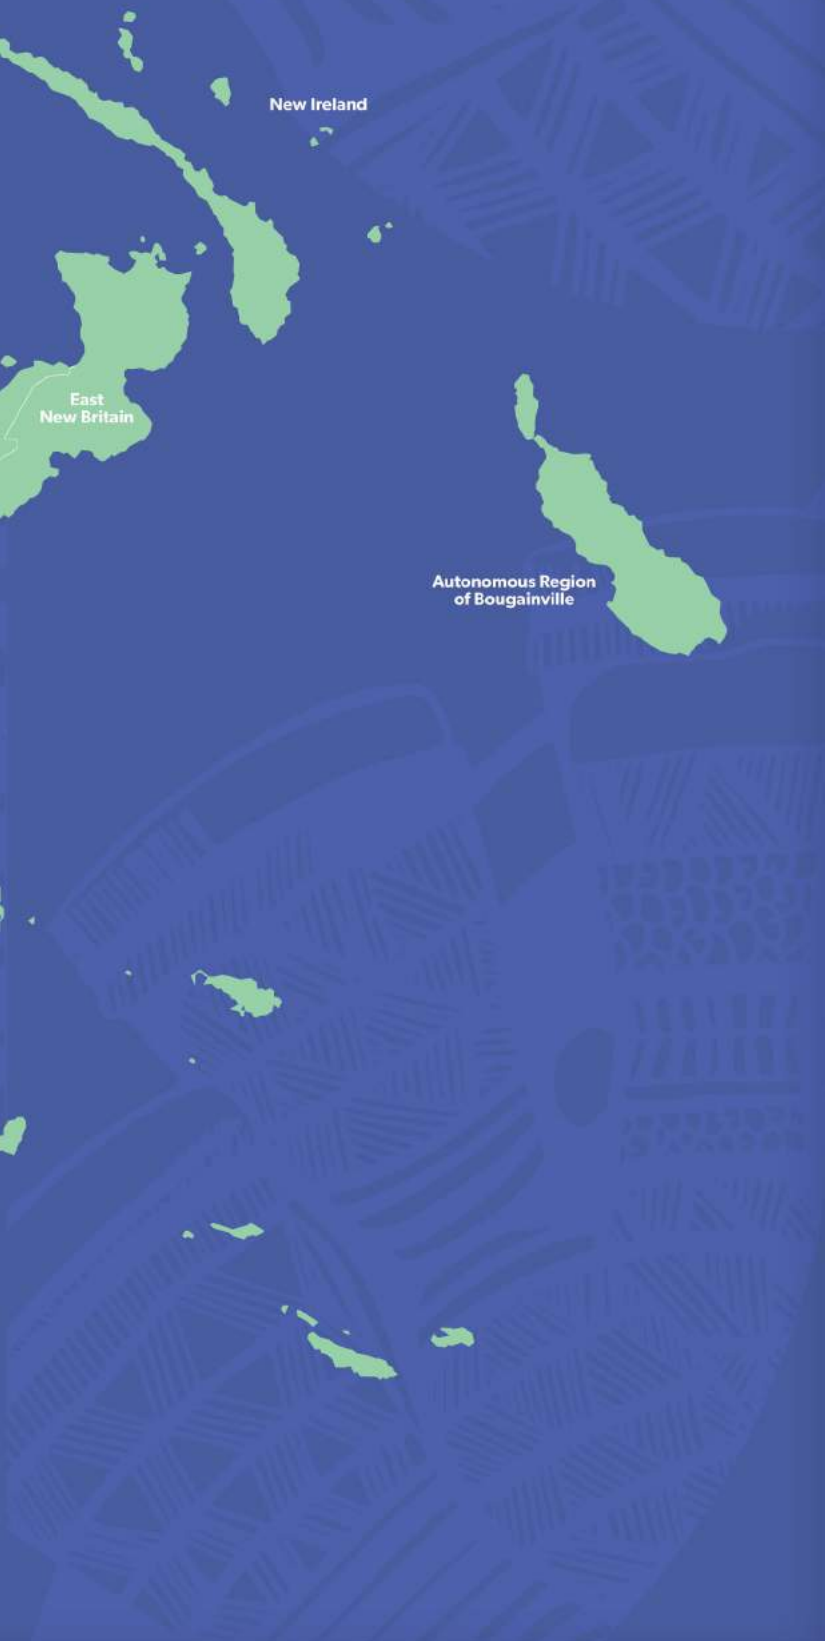 New Ireland
East
New Britain
Autonomous Region
of Bougainville